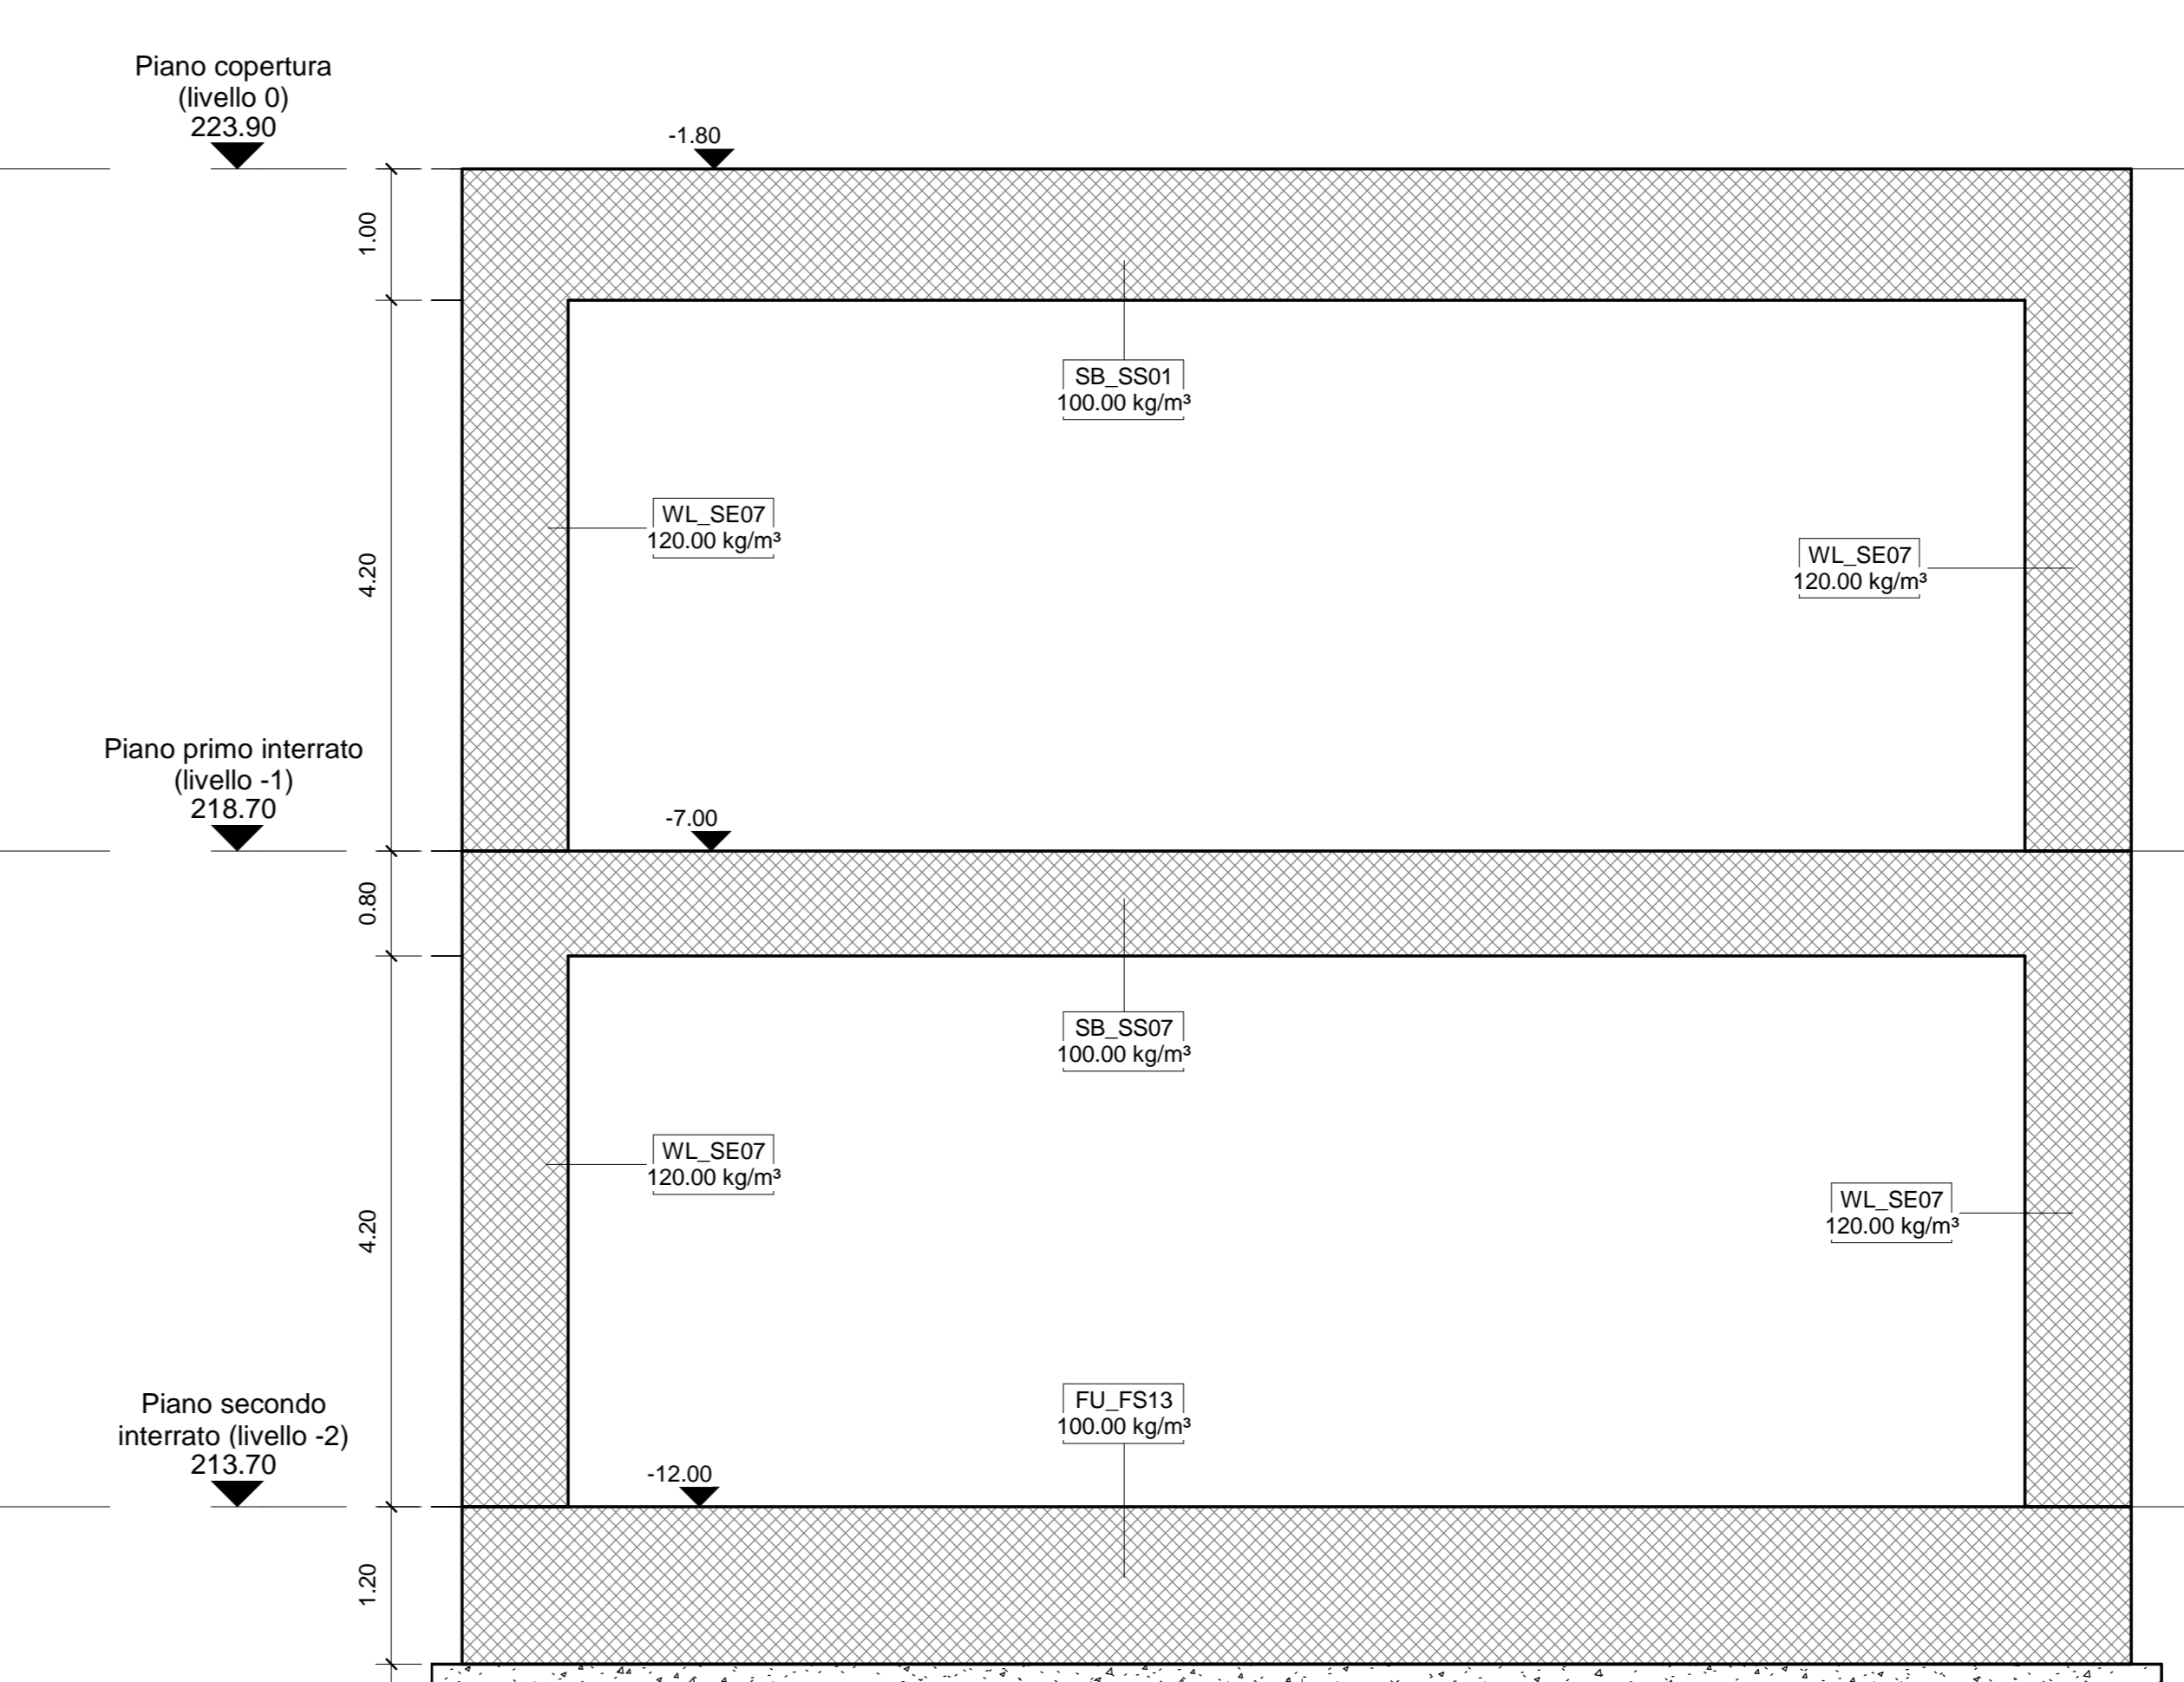 Piano copertura
(livello 0)
223.90
-1.80
1.00
SB_SS01
100.00 kg/m³
WL_SE07
120.00 kg/m³
WL_SE07
120.00 kg/m³
4.20
Piano primo interrato
(livello -1)
218.70
-7.00
0.80
SB_SS07
100.00 kg/m³
WL_SE07
120.00 kg/m³
WL_SE07
120.00 kg/m³
4.20
Piano secondo
interrato (livello -2)
213.70
FU_FS13
100.00 kg/m³
-12.00
1.20